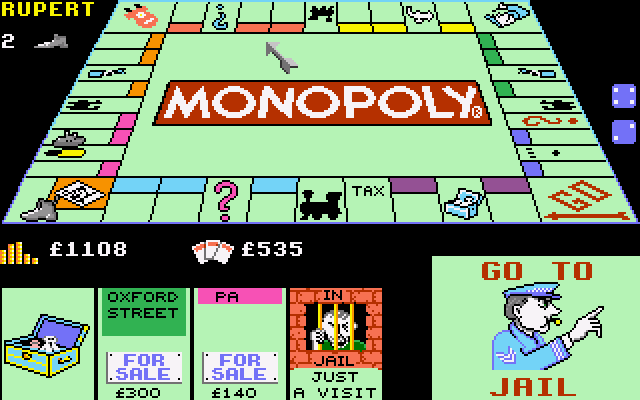 RUPERT
2
MONOPOLY®
?
?
TAX
GO
£1108
£535
GO TO
JAIL
OXFORD
STREET
FOR
SALE
£300
PA
FOR
SALE
£140
IN
JAIL
JUST
A VISIT